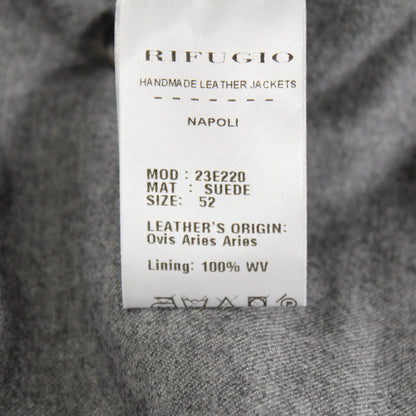 RIFUGIO
HANDMADE LEATHER JACKETS
- - - - - - -
NAPOLI
MOD : 23E220
MAT : SUEDE
SIZE: 52
LEATHER'S ORIGIN:
Ovis Aries Aries
Lining: 100% WV